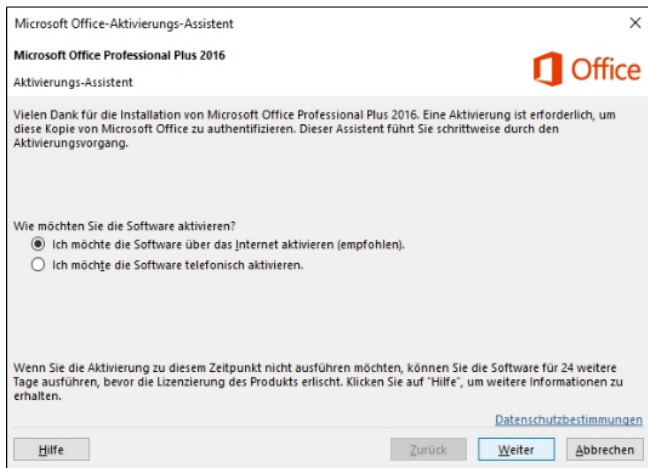 Microsoft Office-Aktivierungs-Assistent
Microsoft Office Professional Plus 2016
Office
Aktivierungs-Assistent
Vielen Dank für die Installation von Microsoft Office Professional Plus 2016. Eine Aktivierung ist erforderlich, um
diese Kopie von Microsoft Office zu authentifizieren. Dieser Assistent führt Sie schrittweise durch den
Aktivierungsvorgang.
Wie möchten Sie die Software aktivieren?
Ich möchte die Software über das Internet aktivieren (empfohlen).
Ich möchte die Software telefonisch aktivieren.
Wenn Sie die Aktivierung zu diesem Zeitpunkt nicht ausführen möchten, können Sie die Software für 24 weitere
Tage ausführen, bevor die Lizenzierung des Produkts erlischt. Klicken Sie auf "Hilfe", um weitere Informationen zu
erhalten.
Datenschutzbestimmungen
Hilfe Zurück Weiter Abbrechen